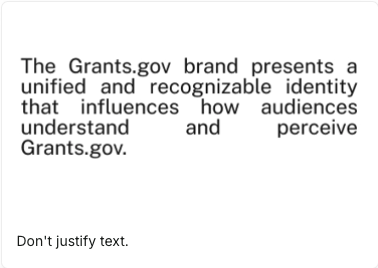 The Grants.gov brand presents a
unified and recognizable identity
that influences how audiences
understand and perceive
Grants.gov.
Don't justify text.